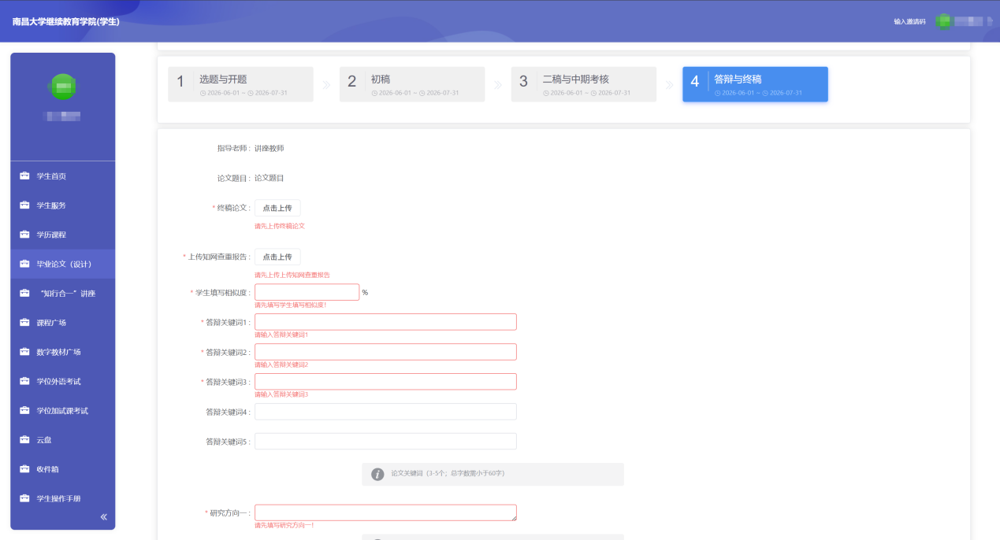 南昌大学继续教育学院(学生)
输入邀请码
学生首页
学生服务
学历课程
毕业论文（设计）
“知行合一”讲座
课程广场
数字教材广场
学位外语考试
学位加试课考试
云盘
收件箱
学生操作手册
1 选题与开题
2026-06-01 ~ 2026-07-31
2 初稿
2026-06-01 ~ 2026-07-31
3 二稿与中期考核
2026-06-01 ~ 2026-07-31
4 答辩与终稿
2026-06-01 ~ 2026-07-31
指导老师 : 讲座教师
论文题目 : 论文题目
* 终稿论文 : 点击上传
请先上传终稿论文
* 上传知网查重报告 : 点击上传
请先上传上传知网查重报告
* 学生填写相似度 : %
请先填写学生填写相似度!
* 答辩关键词1 :
请输入答辩关键词1
* 答辩关键词2 :
请输入答辩关键词2
* 答辩关键词3 :
请输入答辩关键词3
答辩关键词4 :
答辩关键词5 :
论文关键词（3-5个；总字数需小于60字）
* 研究方向一 :
请先填写研究方向一!